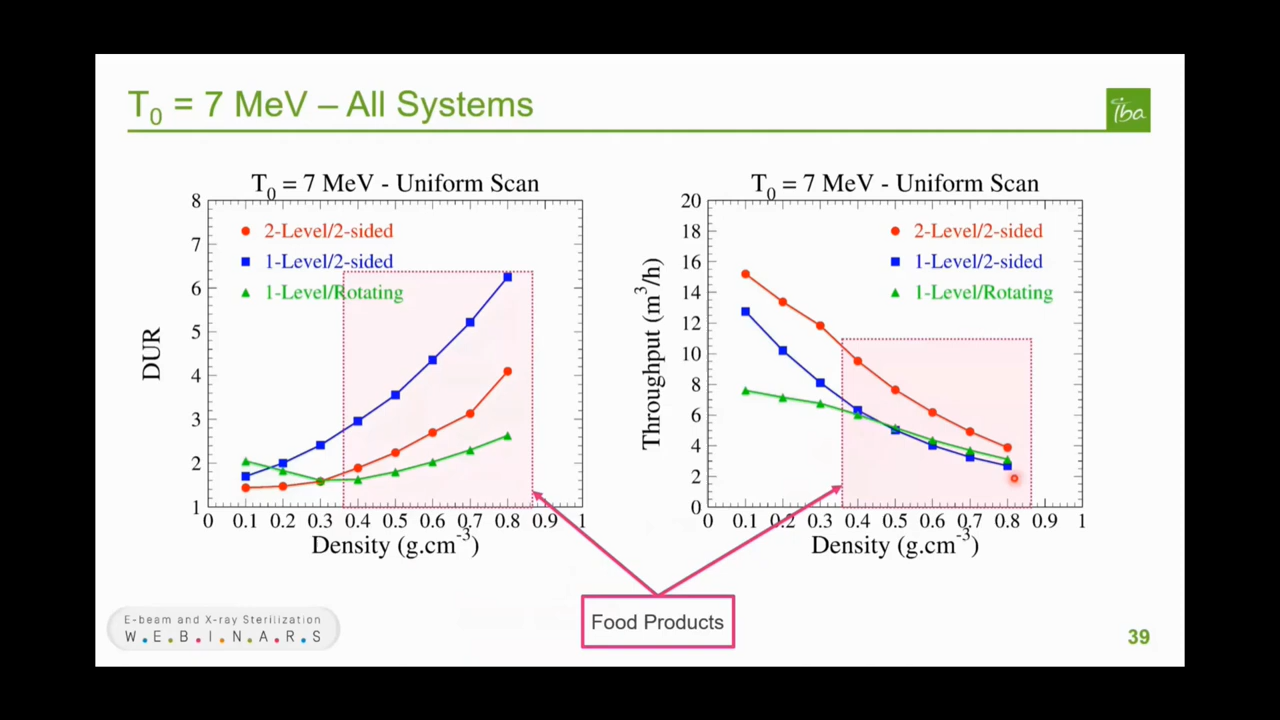 T₀ = 7 MeV – All Systems
iba
T₀ = 7 MeV - Uniform Scan
8
7
6
5
4
3
2
1
DUR
2-Level/2-sided
1-Level/2-sided
1-Level/Rotating
0 0.1 0.2 0.3 0.4 0.5 0.6 0.7 0.8 0.9 1
Density (g.cm⁻³)
T₀ = 7 MeV - Uniform Scan
20
18
16
14
12
10
8
6
4
2
0
Throughput (m³/h)
2-Level/2-sided
1-Level/2-sided
1-Level/Rotating
0 0.1 0.2 0.3 0.4 0.5 0.6 0.7 0.8 0.9 1
Density (g.cm⁻³)
Food Products
E-beam and X-ray Sterilization
W.E.B.I.N.A.R.S
39